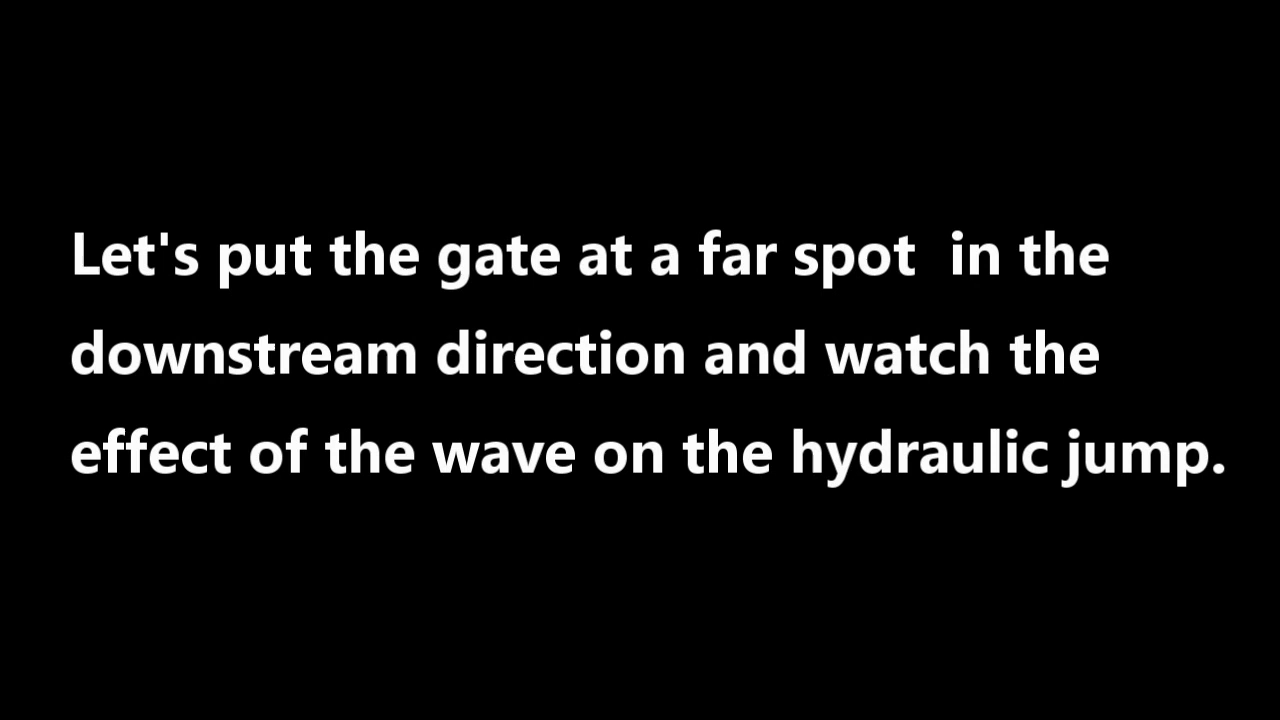 Let's put the gate at a far spot  in the
downstream direction and watch the
effect of the wave on the hydraulic jump.